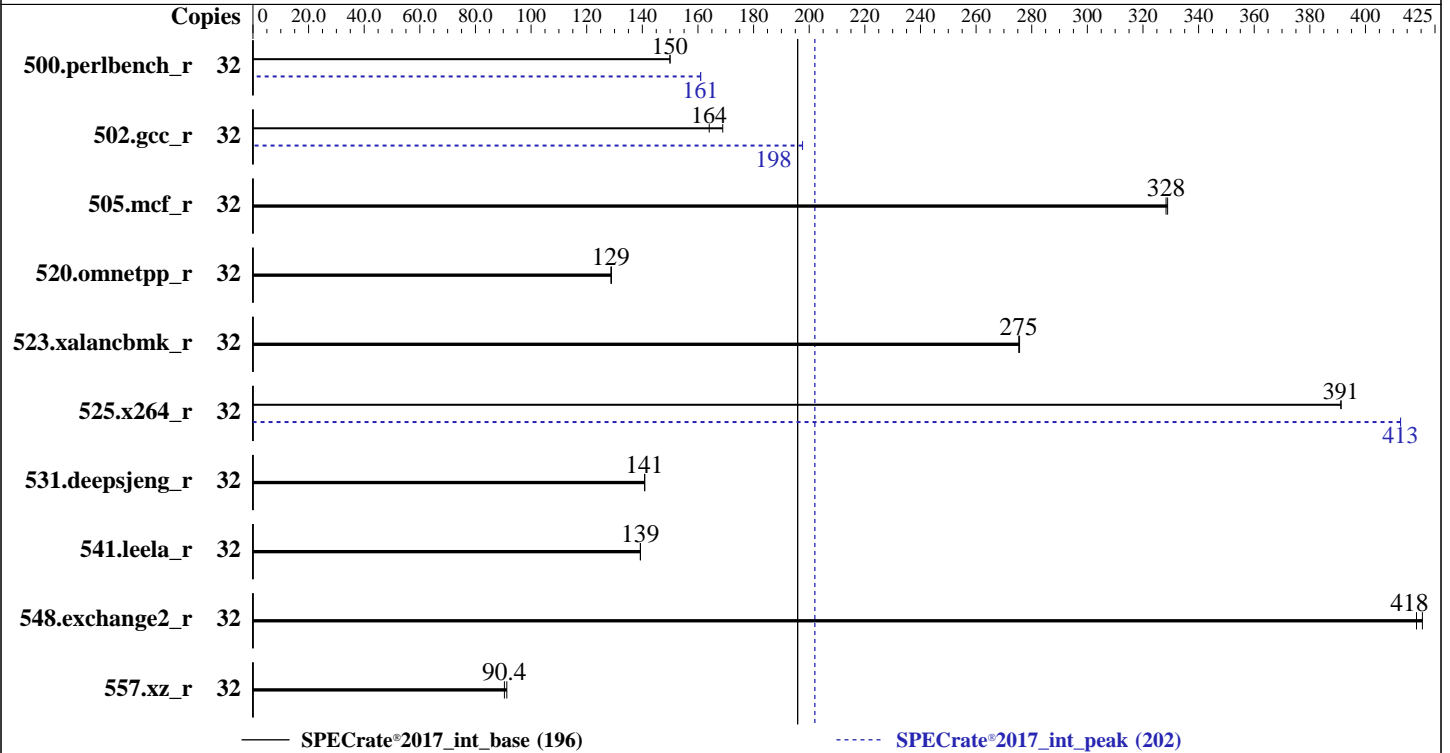 Copies 0 20.0 40.0 60.0 80.0 100 120 140 160 180 200 220 240 260 280 300 320 340 360 380 400 425
150
500.perlbench_r 32
161
164
502.gcc_r 32
198
328
505.mcf_r 32
129
520.omnetpp_r 32
275
523.xalancbmk_r 32
391
525.x264_r 32
413
141
531.deepsjeng_r 32
139
541.leela_r 32
418
548.exchange2_r 32
90.4
557.xz_r 32
SPECrate®2017_int_base (196) SPECrate®2017_int_peak (202)